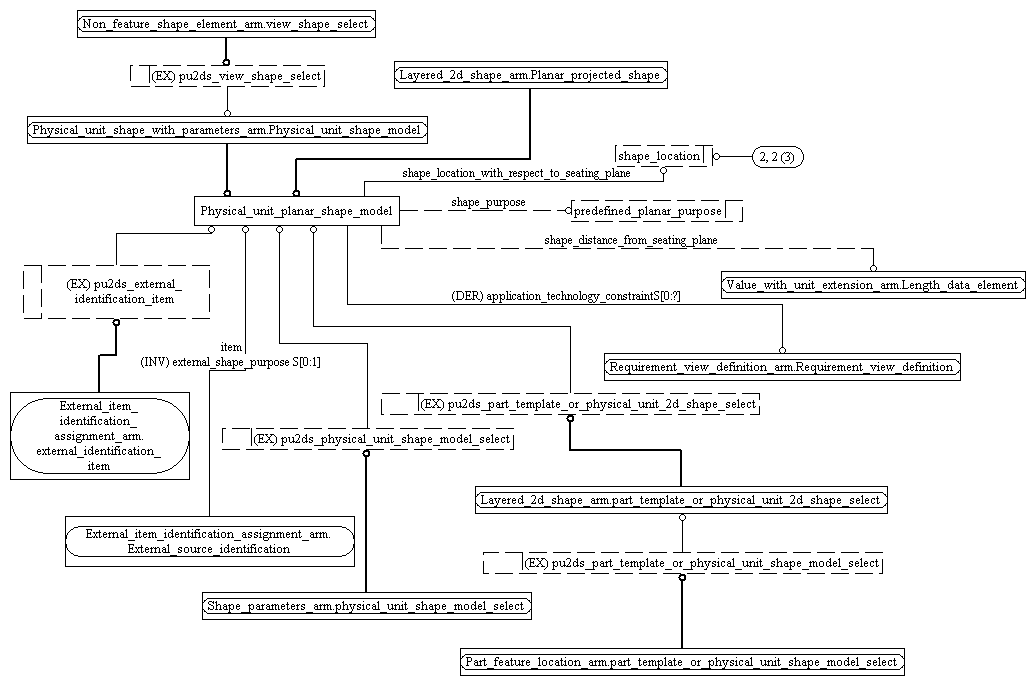 Non_feature_shape_element_arm.view_shape_select
(EX) pu2ds_view_shape_select
Layered_2d_shape_arm.Planar_projected_shape
Physical_unit_shape_with_parameters_arm.Physical_unit_shape_model
shape_location
2, 2 (3)
shape_location_with_respect_to_seating_plane
Physical_unit_planar_shape_model
shape_purpose
predefined_planar_purpose
shape_distance_from_seating_plane
(EX) pu2ds_external_
identification_item
Value_with_unit_extension_arm.Length_data_element
(DER) application_technology_constraintS[0:?]
item
(INV) external_shape_purpose S[0:1]
Requirement_view_definition_arm.Requirement_view_definition
External_item_
identification_
assignment_arm.
external_identification_
item
(EX) pu2ds_part_template_or_physical_unit_2d_shape_select
(EX) pu2ds_physical_unit_shape_model_select
Layered_2d_shape_arm.part_template_or_physical_unit_2d_shape_select
External_item_identification_assignment_arm.
External_source_identification
(EX) pu2ds_part_template_or_physical_unit_shape_model_select
Shape_parameters_arm.physical_unit_shape_model_select
Part_feature_location_arm.part_template_or_physical_unit_shape_model_select